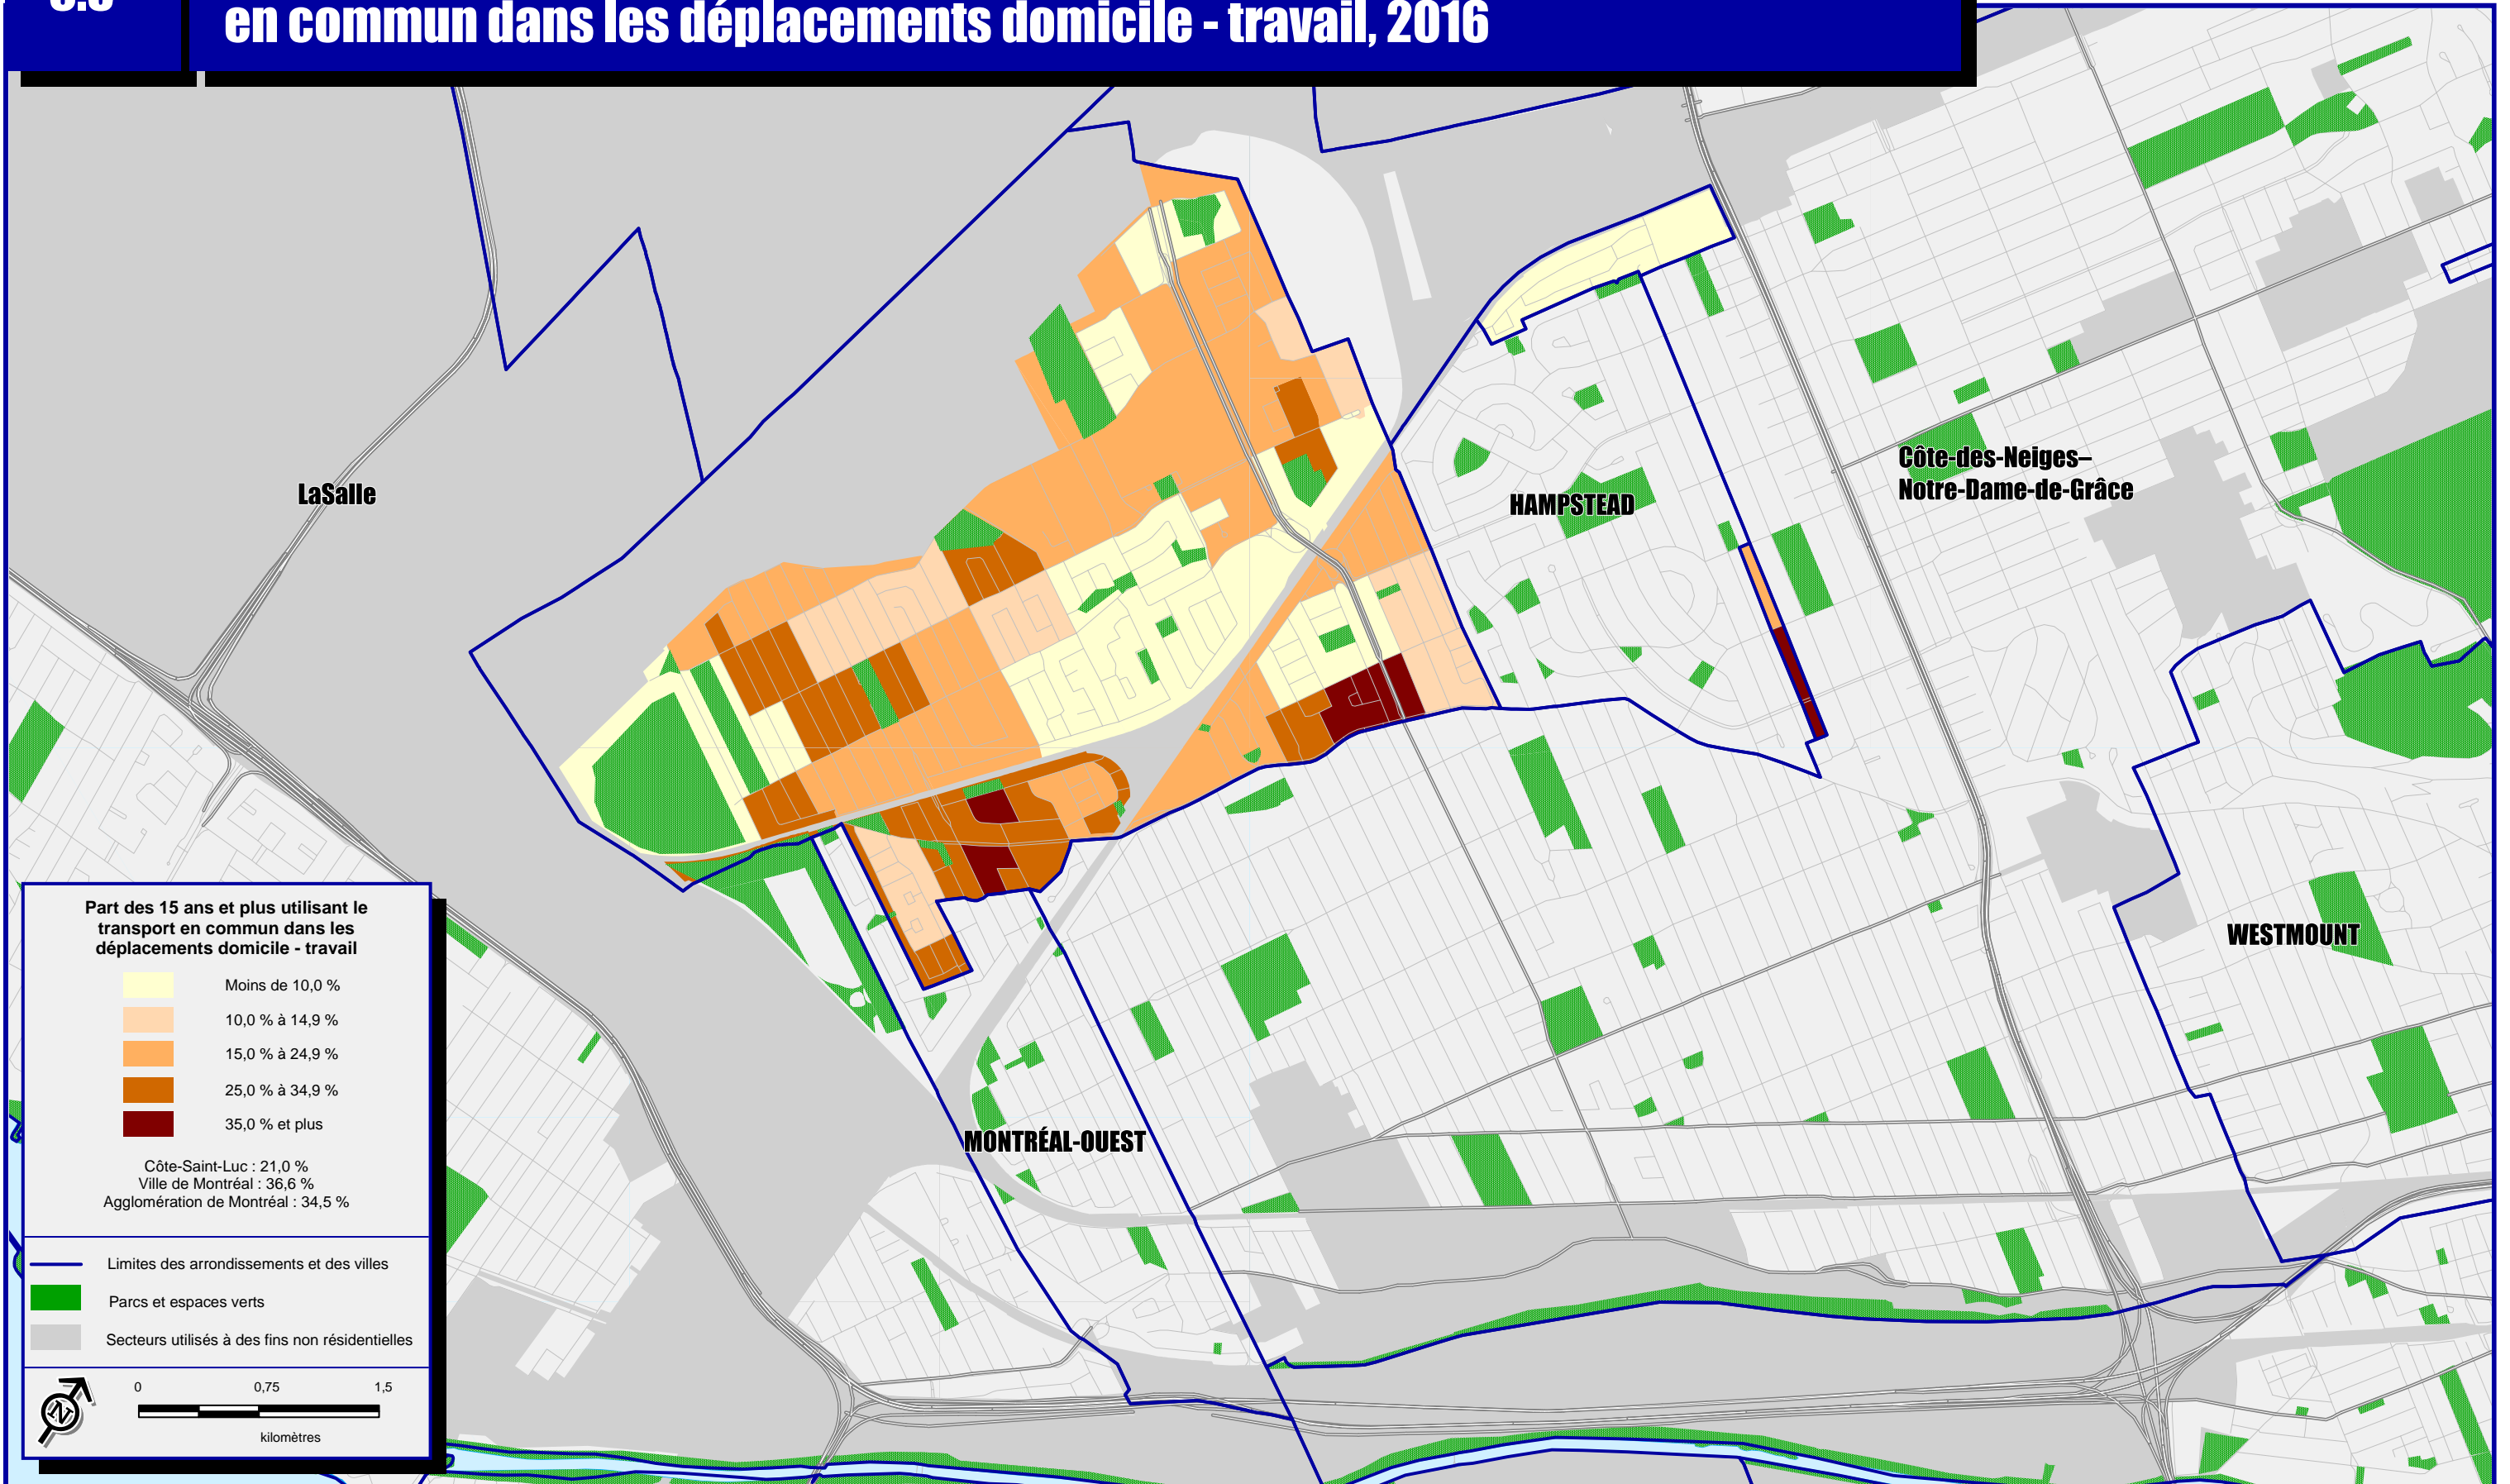 en commun dans les déplacements domicile - travail, 2016
LaSalle
HAMPSTEAD
Côte-des-Neiges–
Notre-Dame-de-Grâce
WESTMOUNT
MONTRÉAL-OUEST
Part des 15 ans et plus utilisant le
transport en commun dans les
déplacements domicile - travail
Moins de 10,0 %
10,0 % à 14,9 %
15,0 % à 24,9 %
25,0 % à 34,9 %
35,0 % et plus
Côte-Saint-Luc : 21,0 %
Ville de Montréal : 36,6 %
Agglomération de Montréal : 34,5 %
Limites des arrondissements et des villes
Parcs et espaces verts
Secteurs utilisés à des fins non résidentielles
N
0 0,75 1,5
kilomètres